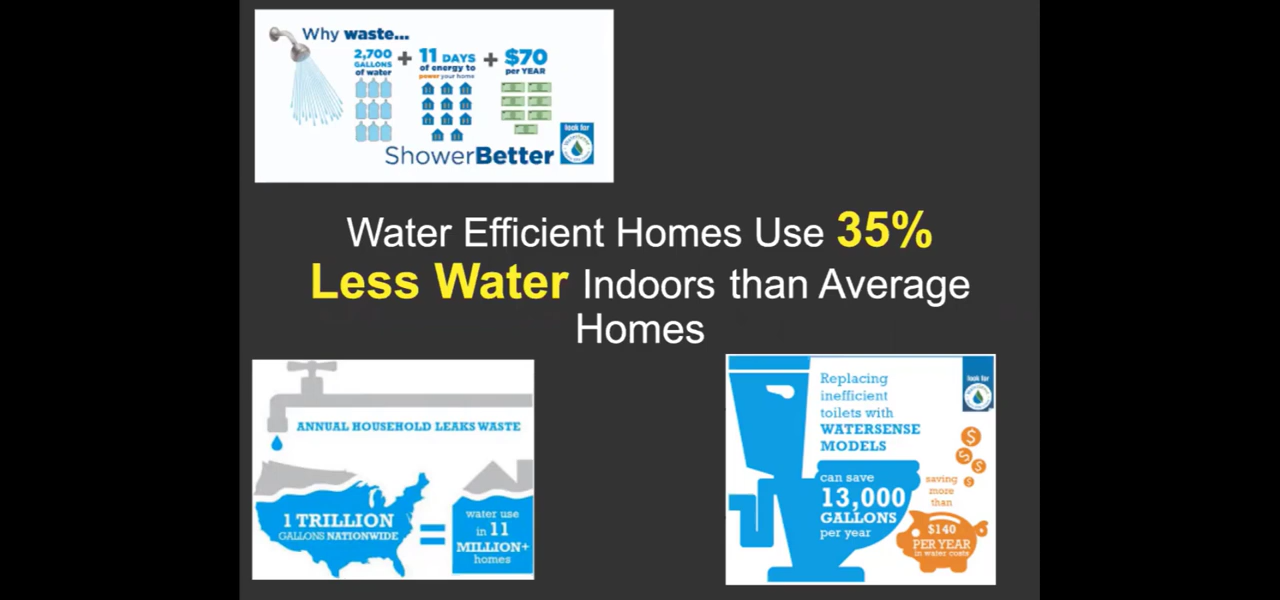 Why waste...
2,700 GALLONS of water + 11 DAYS of energy to power your home + $70 per YEAR
ShowerBetter
look for
Water Efficient Homes Use 35%
Less Water Indoors than Average
Homes
ANNUAL HOUSEHOLD LEAKS WASTE
1 TRILLION
GALLONS NATIONWIDE
=
water use
in 11
MILLION+
homes
look for
Replacing
inefficient
toilets with
WATERSENSE
MODELS
can save
13,000
GALLONS
per year
saving
more
than
$140
PER YEAR
in water costs